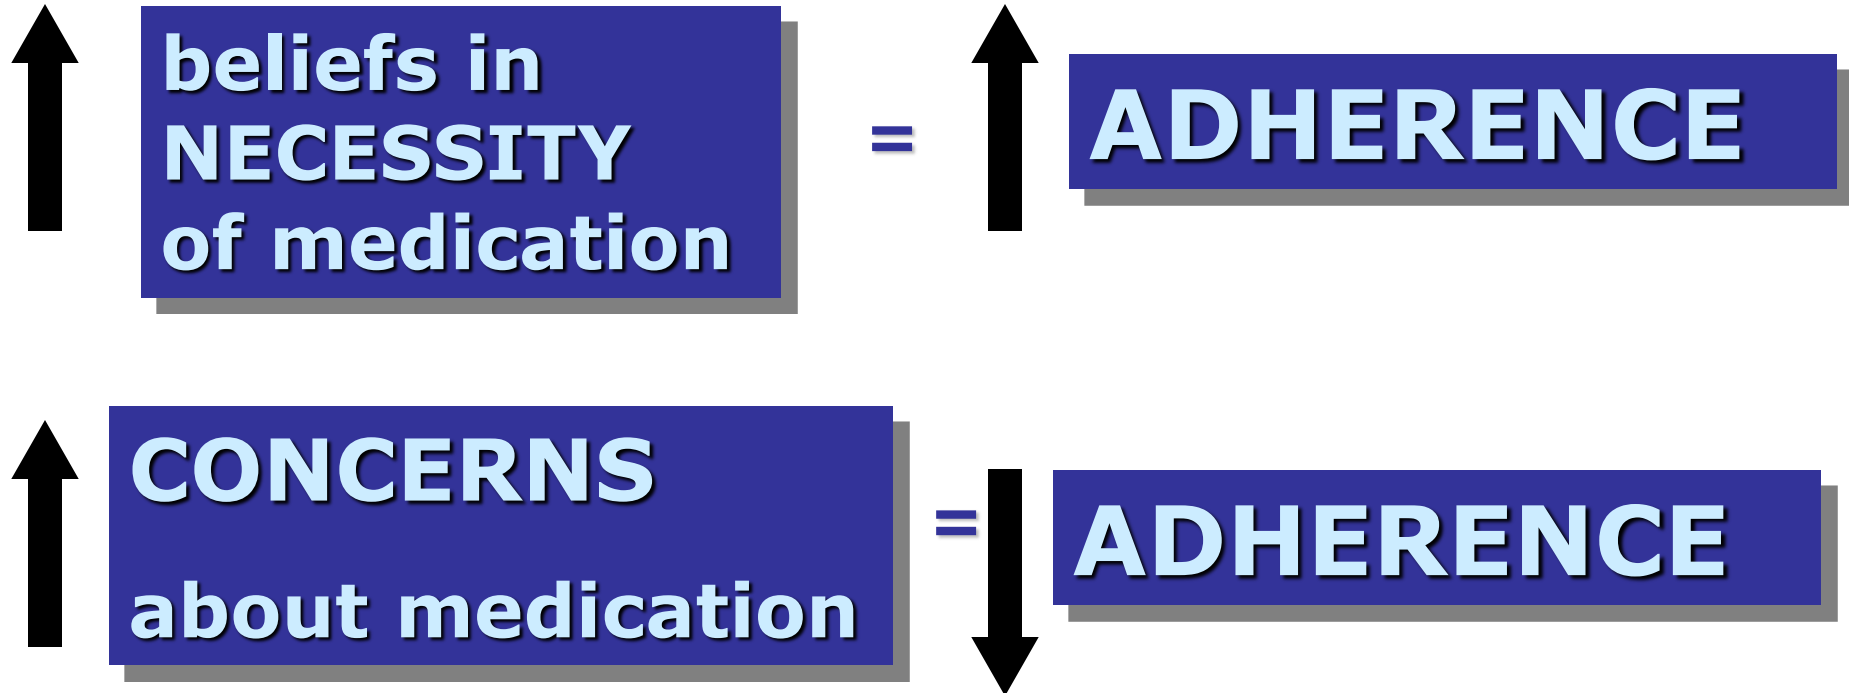 beliefs in
NECESSITY
of medication
=
ADHERENCE
CONCERNS
about medication
=
ADHERENCE